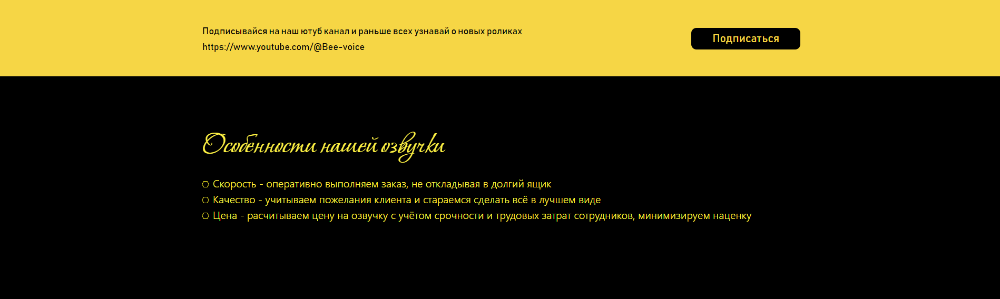 Подписывайся на наш ютуб канал и раньше всех узнавай о новых роликах
https://www.youtube.com/@Bee-voice
Подписаться
Особенности нашей озвучки
Скорость - оперативно выполняем заказ, не откладывая в долгий ящик
Качество - учитываем пожелания клиента и стараемся сделать всё в лучшем виде
Цена - расчитываем цену на озвучку с учётом срочности и трудовых затрат сотрудников, минимизируем наценку